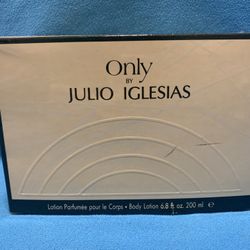 Only
BY
JULIO IGLESIAS
Lotion Parfumée pour le Corps • Body Lotion 6.8 fl oz. 200 ml ℮